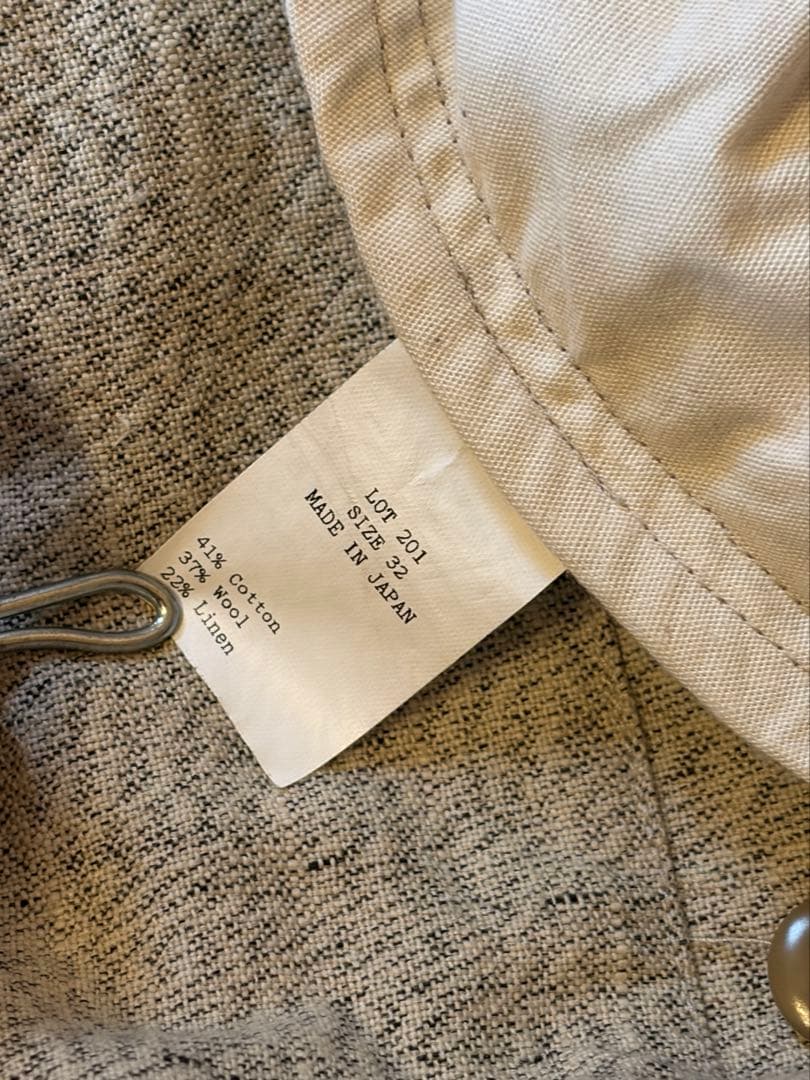 LOT 201
SIZE 32
MADE IN JAPAN
41% Cotton
37% Wool
22% Linen